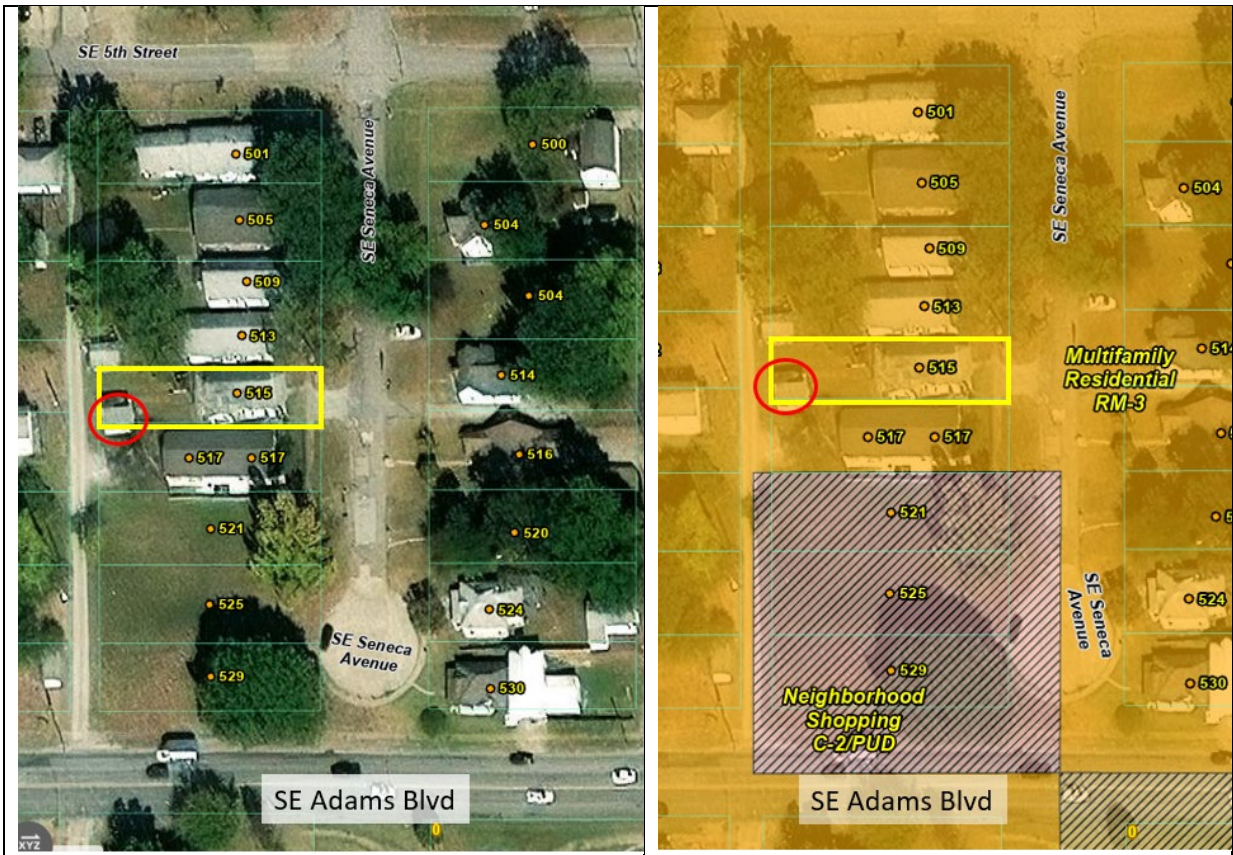 SE 5th Street
501
500
SE Seneca Avenue
505
504
509
504
513
514
515
516
517
517
521
520
525
524
SE Seneca
Avenue
529
530
SE Adams Blvd
0
XYZ
501
SE Seneca Avenue
505
504
509
513
514
515
Multifamily
Residential
RM-3
517
517
521
525
524
SE Seneca
Avenue
529
530
Neighborhood
Shopping
C-2/PUD
SE Adams Blvd
0